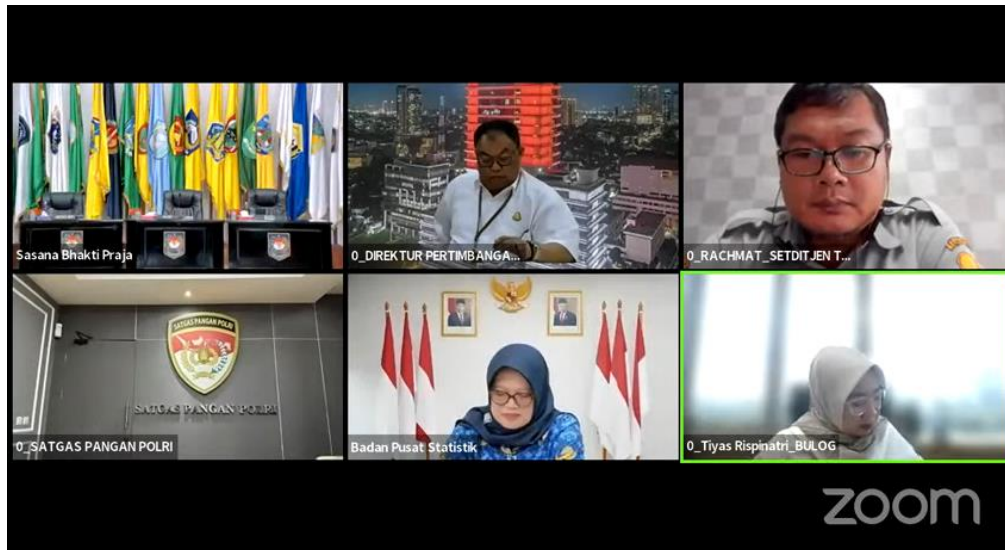 Sasana Bhakti Praja
0_DIREKTUR PERTIMBANGA...
0_RACHMAT_SETDITJEN T...
SATGAS PANGAN POLRI
SATGAS PANGAN POLRI
0_SATGAS PANGAN POLRI
Badan Pusat Statistik
0_Tiyas Rispinatri_BULOG
zoom